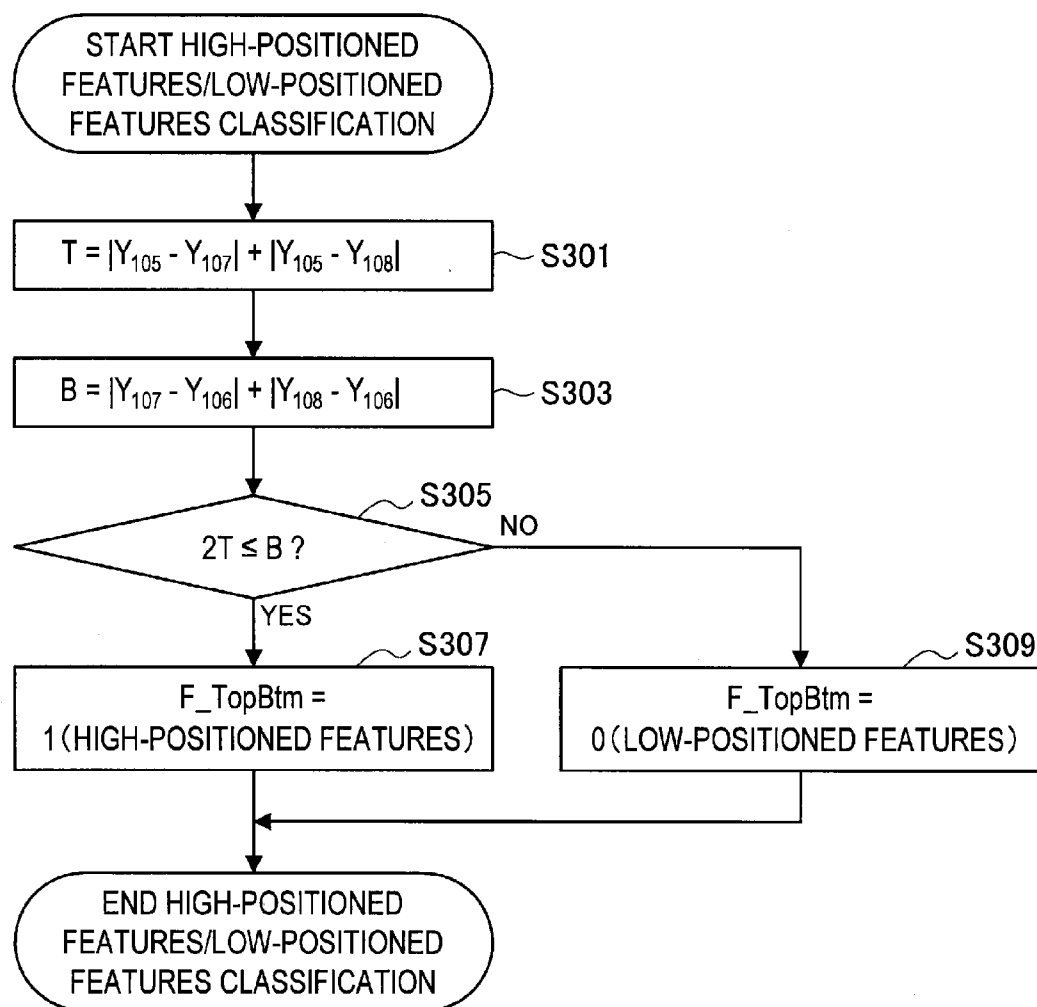 START HIGH-POSITIONED
FEATURES/LOW-POSITIONED
FEATURES CLASSIFICATION
T = |Y105 - Y107| + |Y105 - Y108|
S301
B = |Y107 - Y106| + |Y108 - Y106|
S303
S305
2T ≤ B ?
NO
YES
S307
F_TopBtm =
1(HIGH-POSITIONED FEATURES)
S309
F_TopBtm =
0(LOW-POSITIONED FEATURES)
END HIGH-POSITIONED
FEATURES/LOW-POSITIONED
FEATURES CLASSIFICATION